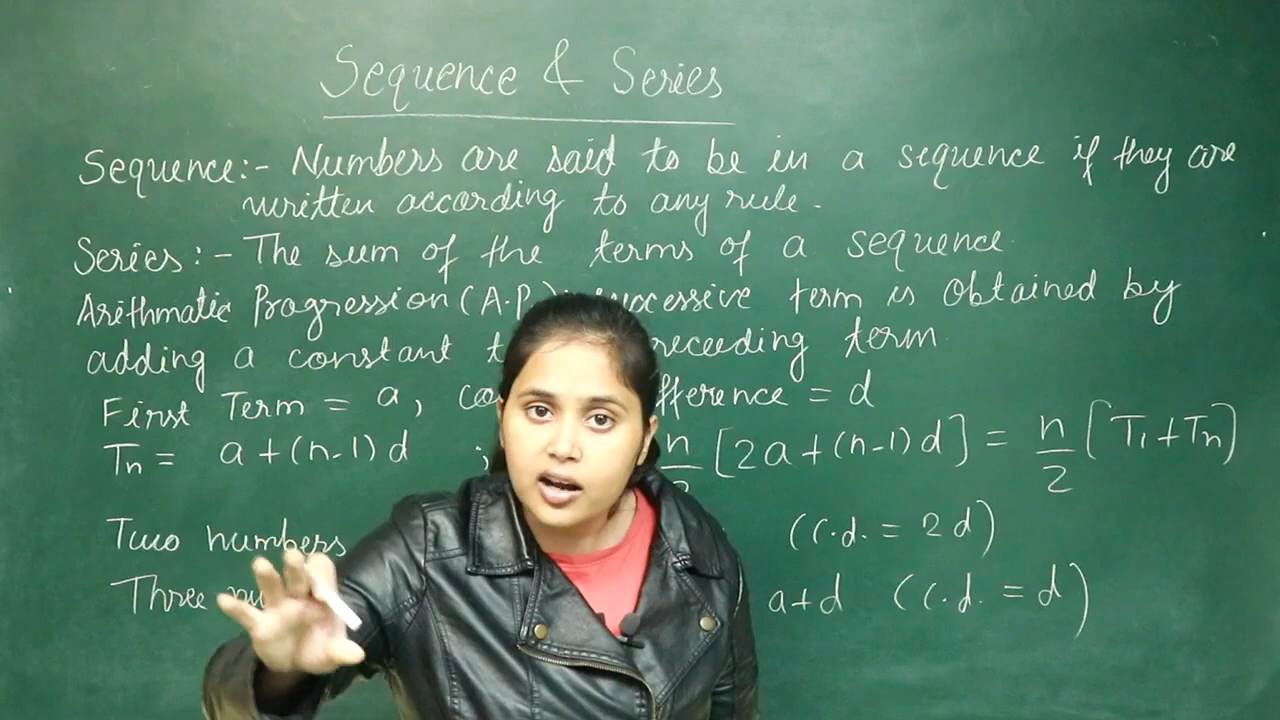 Sequence & Series
Sequence:- Numbers are said to be in a sequence if they are
written according to any rule.
Series:- The sum of the terms of a sequence
Arithmatic Progression (A.P.) successive term is obtained by
adding a constant term
First Term = a, = d
Tn = a+(n-1)d ; n [2a+(n-1)d] = n/2 [T1+Tn]
Two numbers (c.d. = 2d)
Three a+d (c.d. = d)